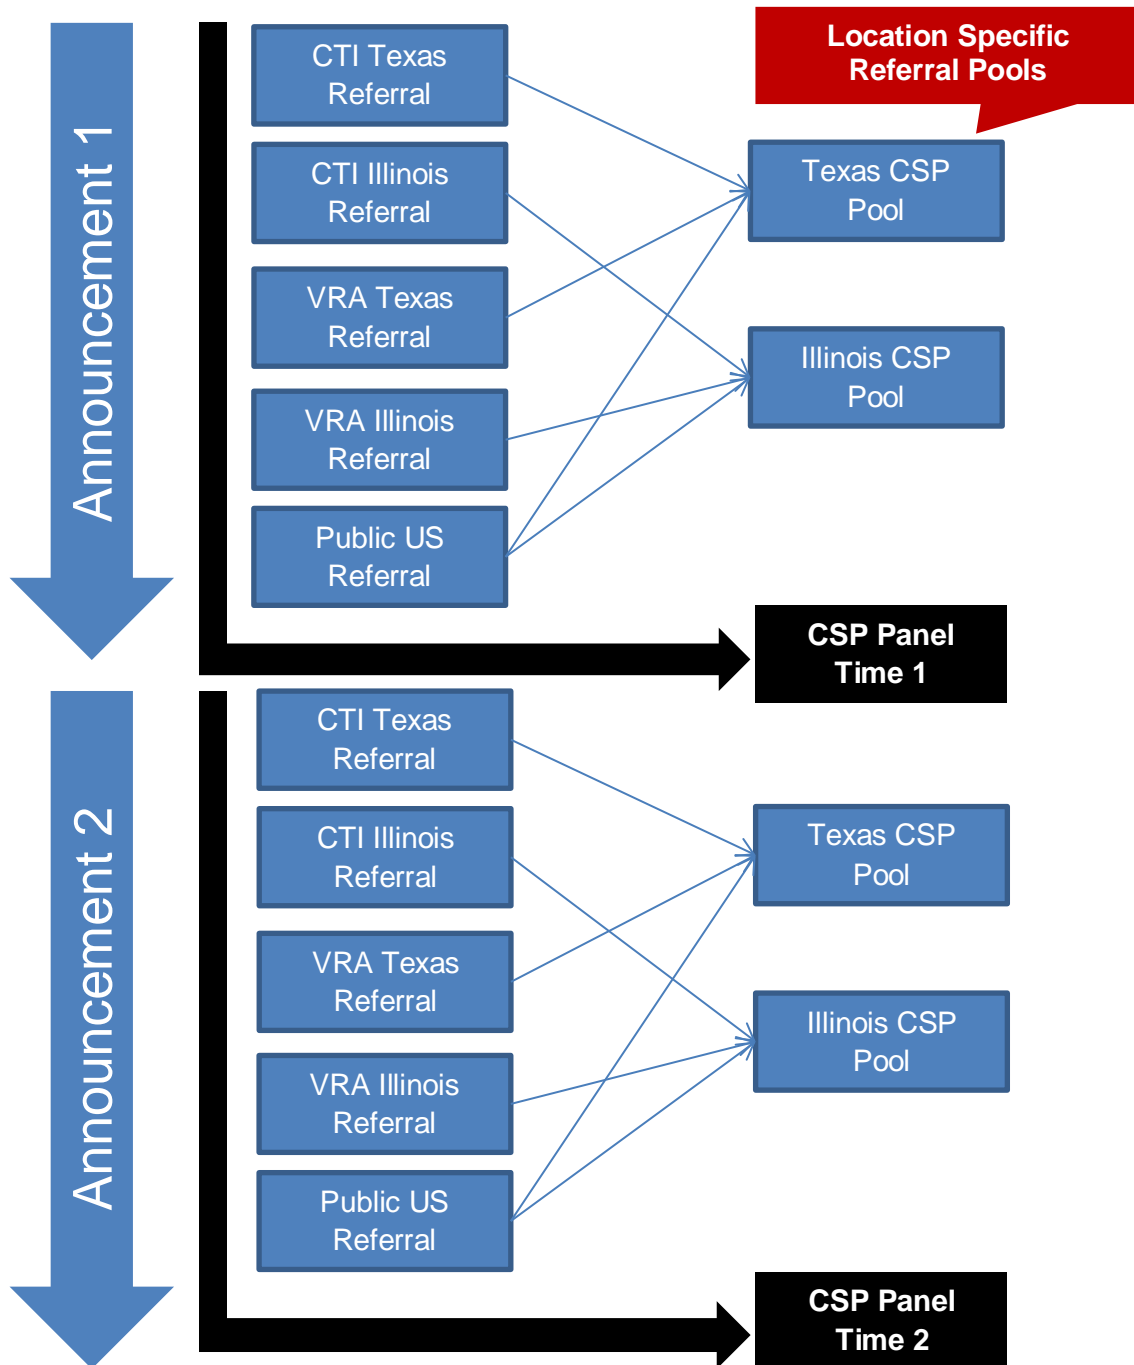 Announcement 1
CTI Texas
Referral
CTI Illinois
Referral
VRA Texas
Referral
VRA Illinois
Referral
Public US
Referral
Location Specific
Referral Pools
Texas CSP
Pool
Illinois CSP
Pool
CSP Panel
Time 1
Announcement 2
CTI Texas
Referral
CTI Illinois
Referral
VRA Texas
Referral
VRA Illinois
Referral
Public US
Referral
Texas CSP
Pool
Illinois CSP
Pool
CSP Panel
Time 2